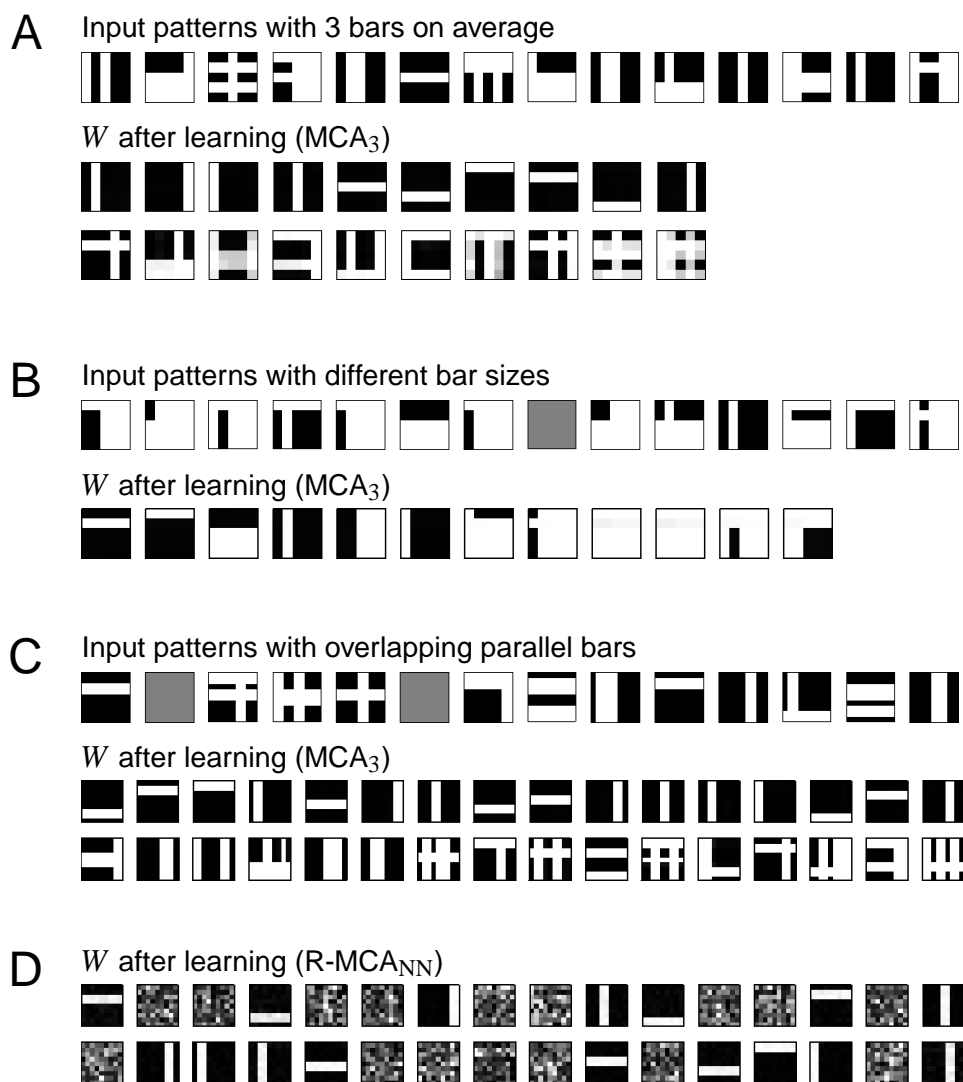 A Input patterns with 3 bars on average
W after learning (MCA₃)
B Input patterns with different bar sizes
W after learning (MCA₃)
C Input patterns with overlapping parallel bars
W after learning (MCA₃)
D W after learning (R-MCA_NN)